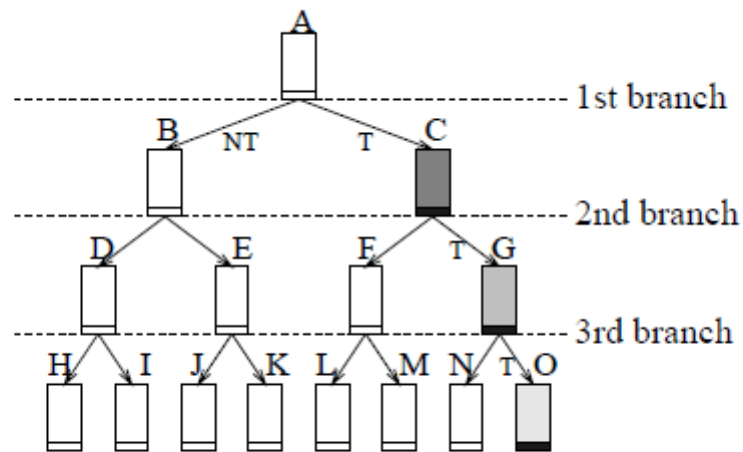 A
1st branch
B NT T C
2nd branch
D E F T G
3rd branch
H I J K L M N T O